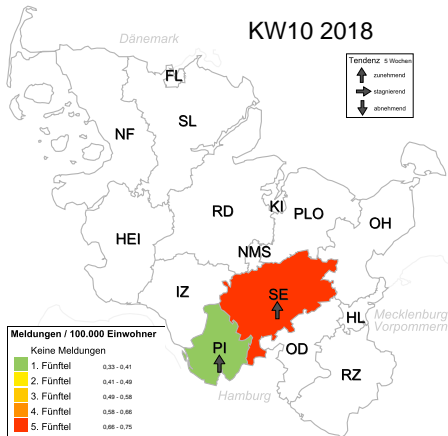 KW10 2018
Dänemark
Tendenz 5 Wochen
zunehmend
stagnierend
abnehmend
FL
SL
NF
RD
KI
PLO
OH
HEI
NMS
IZ
SE
HL
Mecklenburg
Vorpommern
PI
OD
RZ
Hamburg
Meldungen / 100.000 Einwohner
Keine Meldungen
1. Fünftel 0,33 - 0,41
2. Fünftel 0,41 - 0,49
3. Fünftel 0,49 - 0,58
4. Fünftel 0,58 - 0,66
5. Fünftel 0,66 - 0,75